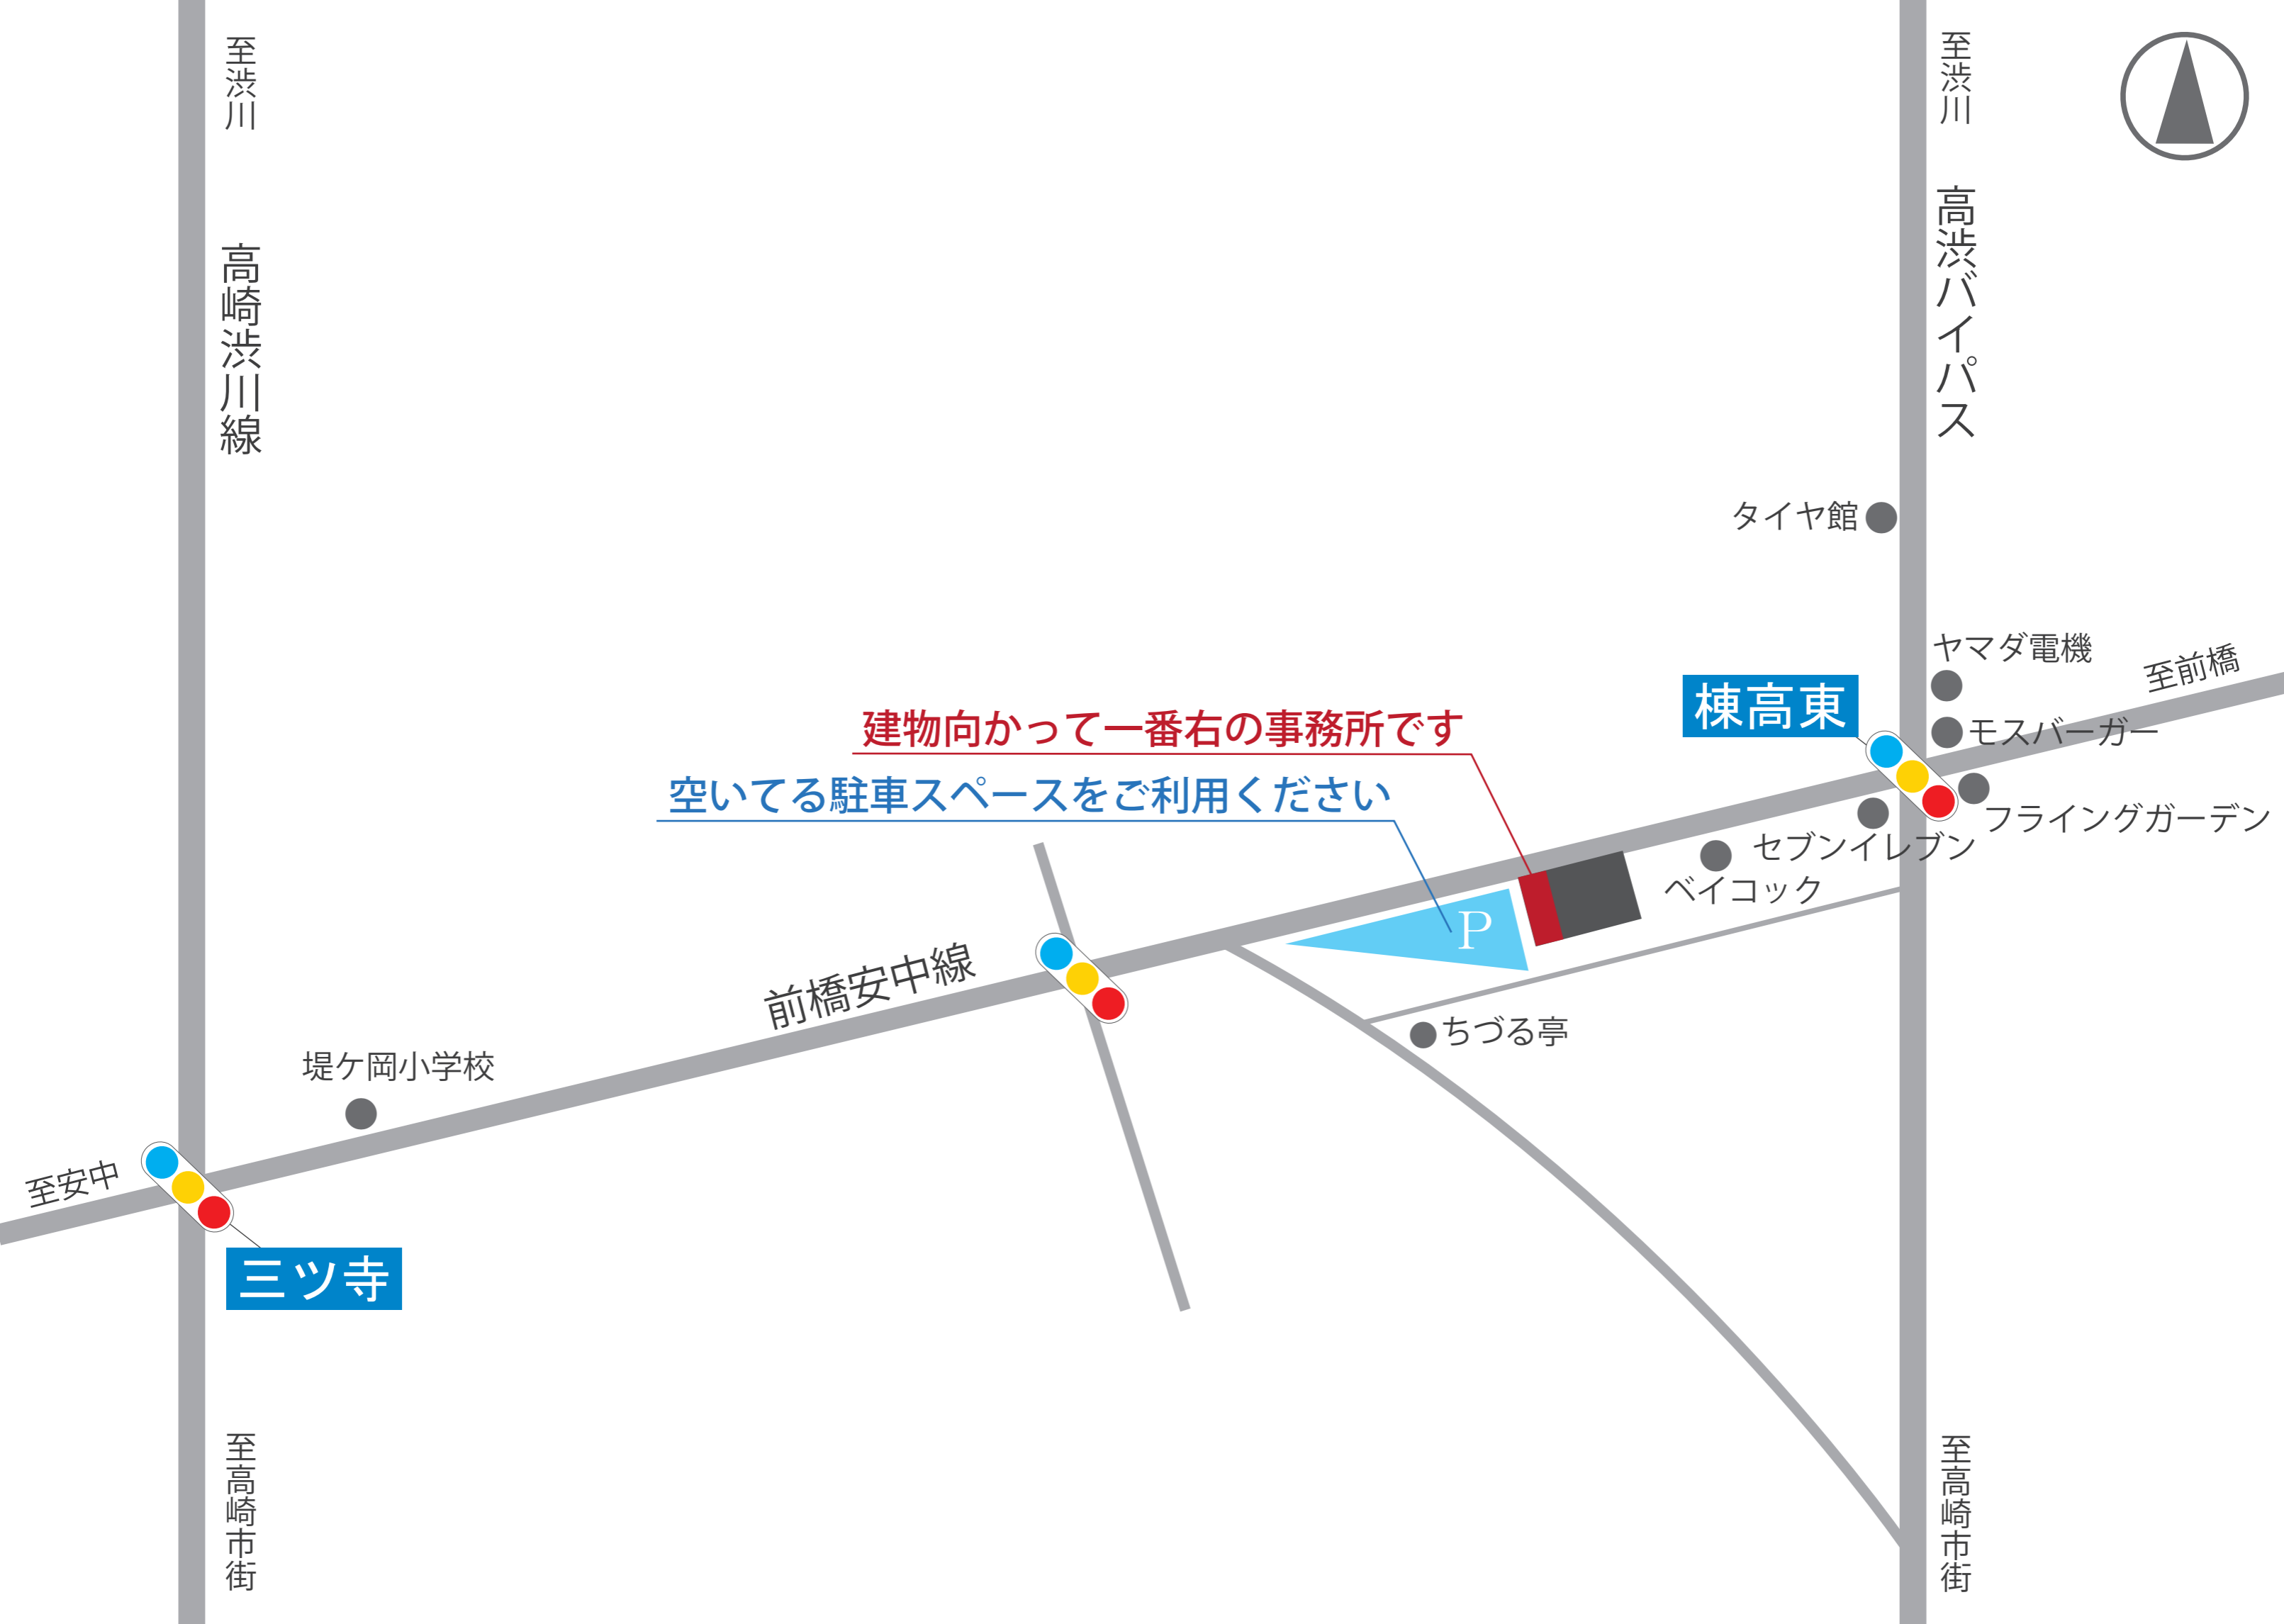 至渋川
高崎渋川線
至渋川
高渋バイパス
タイヤ館
ヤマダ電機
至前橋
棟高東
モスバーガー
建物向かって一番右の事務所です
空いてる駐車スペースをご利用ください
フライングガーデン
セブンイレブン
ベイコック
P
前橋安中線
ちづる亭
堤ケ岡小学校
至安中
三ツ寺
至高崎市街
至高崎市街